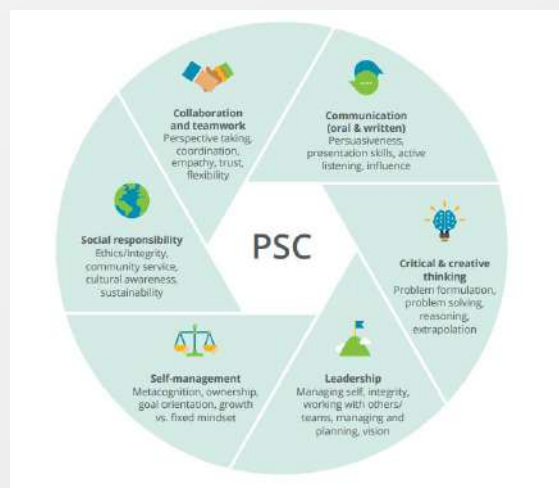 Collaboration
and teamwork
Perspective taking,
coordination,
empathy, trust,
flexibility
Communication
(oral & written)
Persuasiveness,
presentation skills, active
listening, influence
Critical & creative
thinking
Problem formulation,
problem solving,
reasoning,
extrapolation
Leadership
Managing self, integrity,
working with others/
teams, managing and
planning, vision
Self-management
Metacognition, ownership,
goal orientation, growth
vs. fixed mindset
Social responsibility
Ethics/integrity,
community service,
cultural awareness,
sustainability
PSC